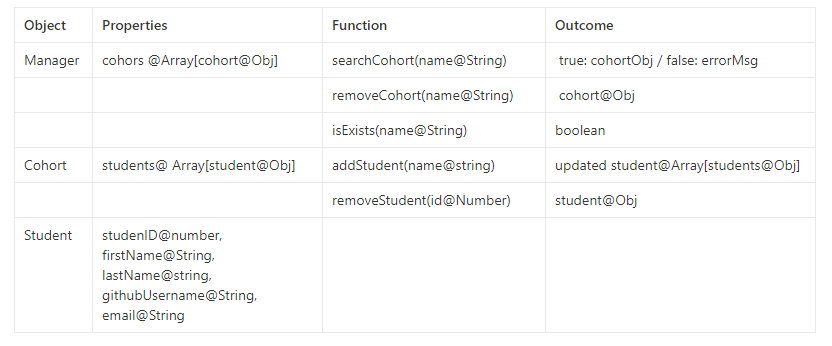 Object Properties Function Outcome
Manager cohors @Array[cohort@Obj] searchCohort(name@String) true: cohortObj / false: errorMsg
removeCohort(name@String) cohort@Obj
isExists(name@String) boolean
Cohort students@ Array[student@Obj] addStudent(name@string) updated student@Array[students@Obj]
removeStudent(id@Number) student@Obj
Student studenID@number,
firstName@String,
lastName@string,
githubUsername@String,
email@String